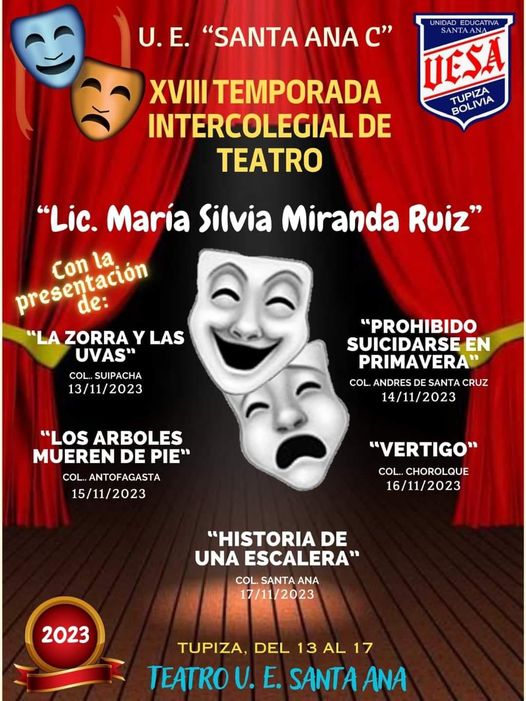 U. E. “SANTA ANA C”
UNIDAD EDUCATIVA
SANTA ANA
UESA
TUPIZA
BOLIVIA
XVIII TEMPORADA
INTERCOLEGIAL DE
TEATRO
“Lic. María Silvia Miranda Ruiz”
Con la
presentación
de:
“LA ZORRA Y LAS
UVAS”
COL.. SUIPACHA
13/11/2023
“PROHIBIDO
SUICIDARSE EN
PRIMAVERA”
COL. ANDRES DE SANTA CRUZ
14/11/2023
“LOS ARBOLES
MUEREN DE PIE”
COL.. ANTOFAGASTA
15/11/2023
“VERTIGO”
COL.. CHOROLQUE
16/11/2023
“HISTORIA DE
UNA ESCALERA”
COL. SANTA ANA
17/11/2023
2023
TUPIZA, DEL 13 AL 17
TEATRO U. E. SANTA ANA